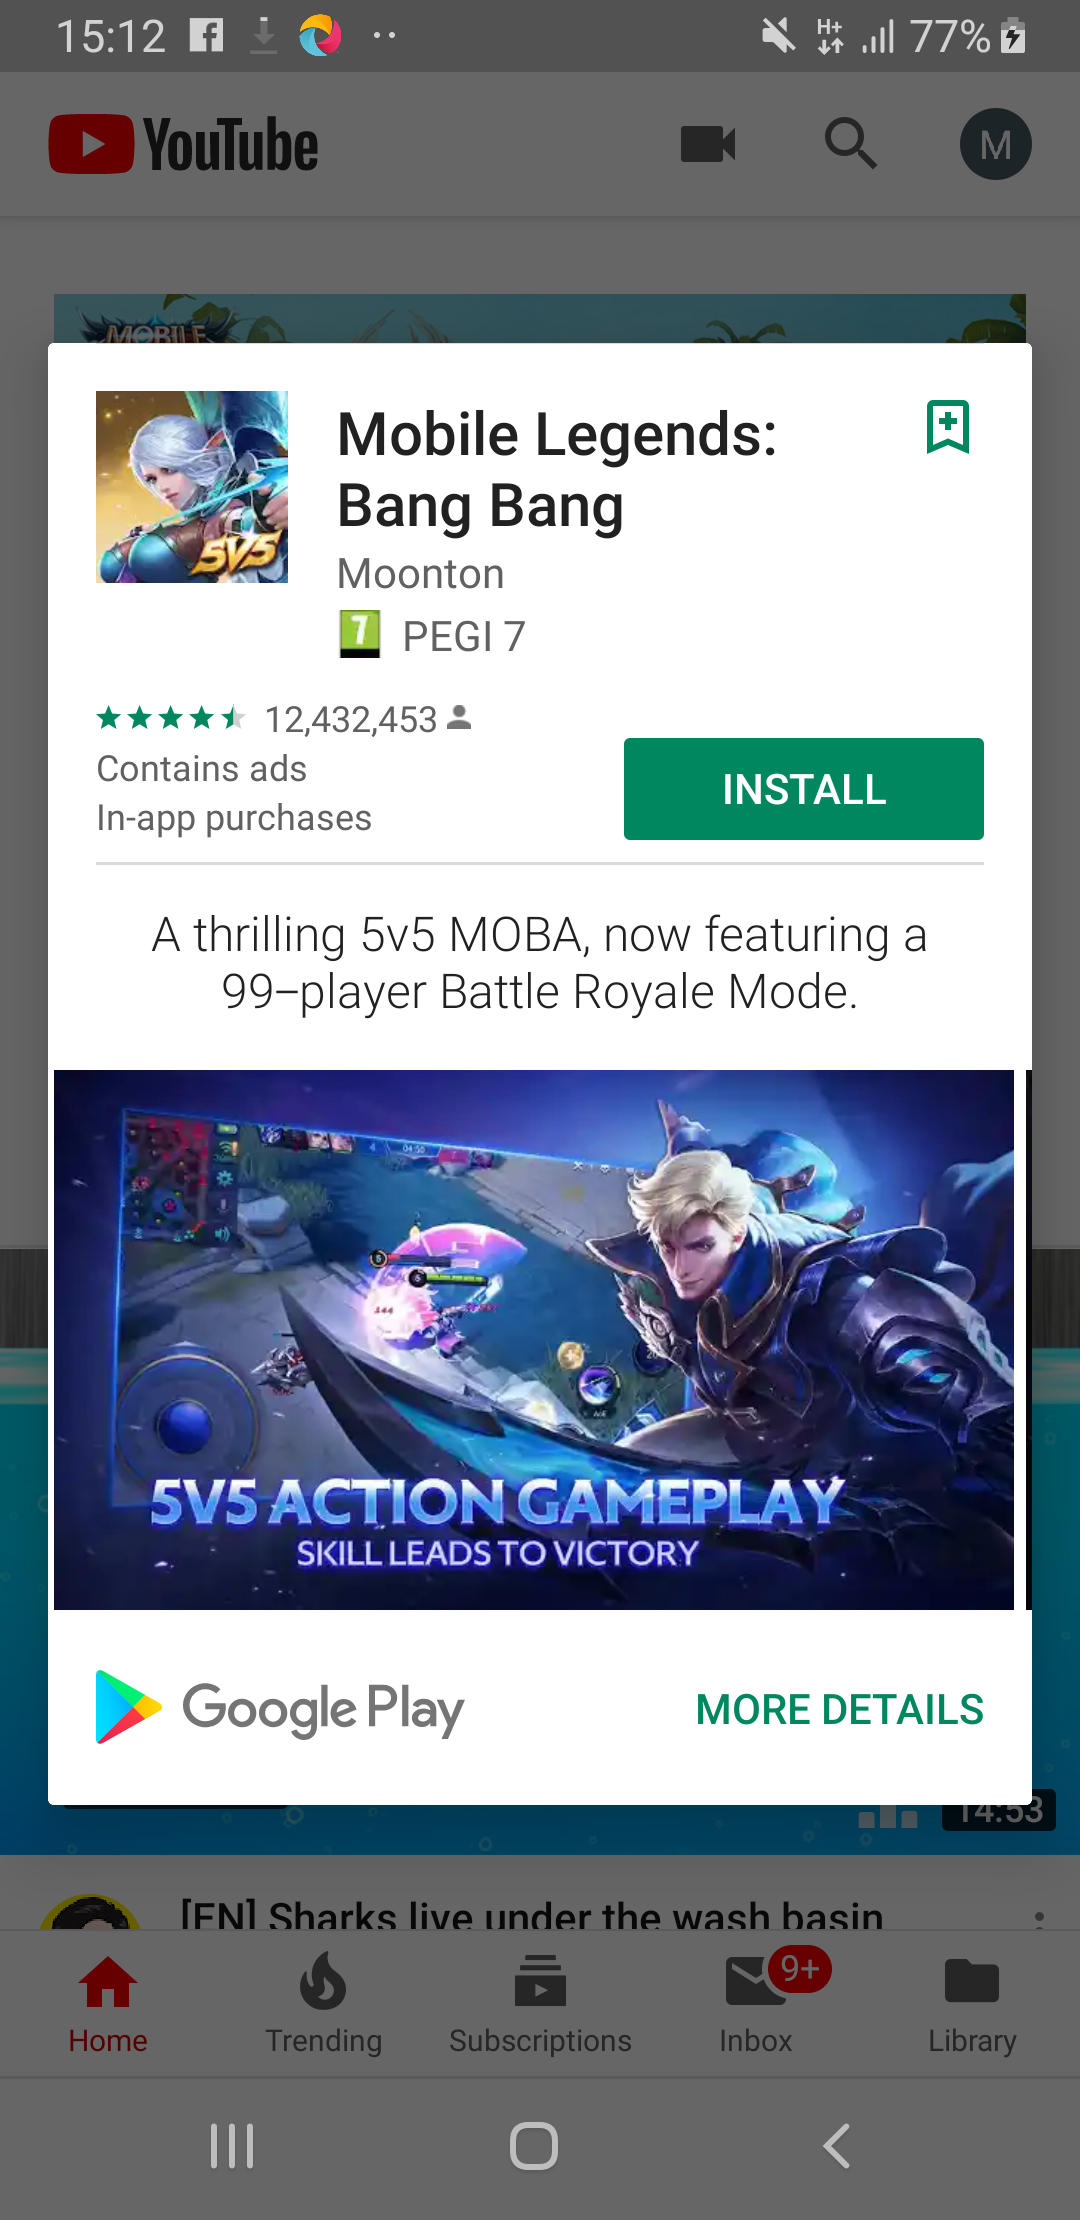 15:12
H+
77%
YouTube
M
MOBILE
Mobile Legends:
Bang Bang
5V5
Moonton
7 PEGI 7
12,432,453
Contains ads
In-app purchases
INSTALL
A thrilling 5v5 MOBA, now featuring a
99–player Battle Royale Mode.
5V5 ACTION GAMEPLAY
SKILL LEADS TO VICTORY
Google Play
MORE DETAILS
14:53
[EN] Sharks live under the wash basin
9+
Home
Trending
Subscriptions
Inbox
Library